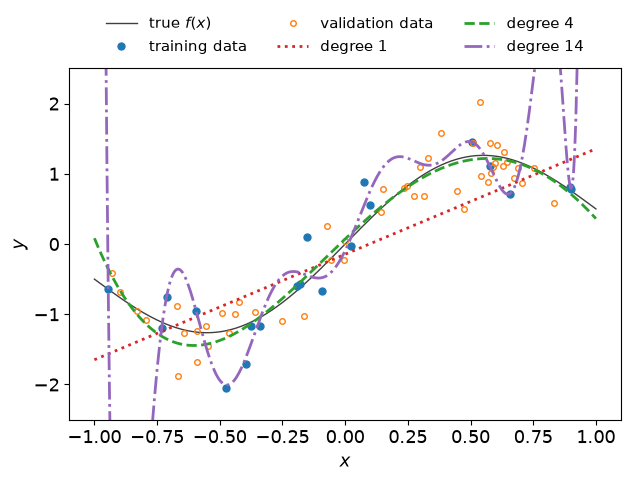 true f(x)
training data
validation data
degree 1
degree 4
degree 14
y
2
1
0
−1
−2
−1.00 −0.75 −0.50 −0.25 0.00 0.25 0.50 0.75 1.00
x